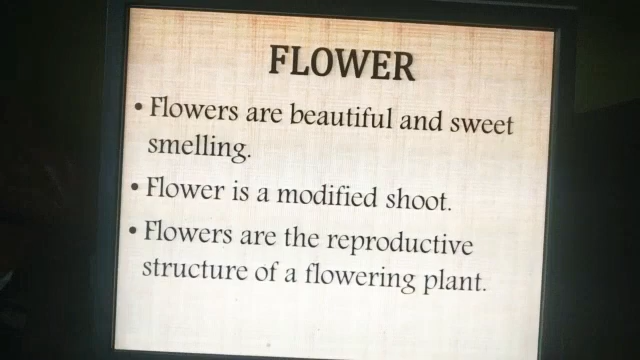 FLOWER
• Flowers are beautiful and sweet
smelling.
• Flower is a modified shoot.
• Flowers are the reproductive
structure of a flowering plant.